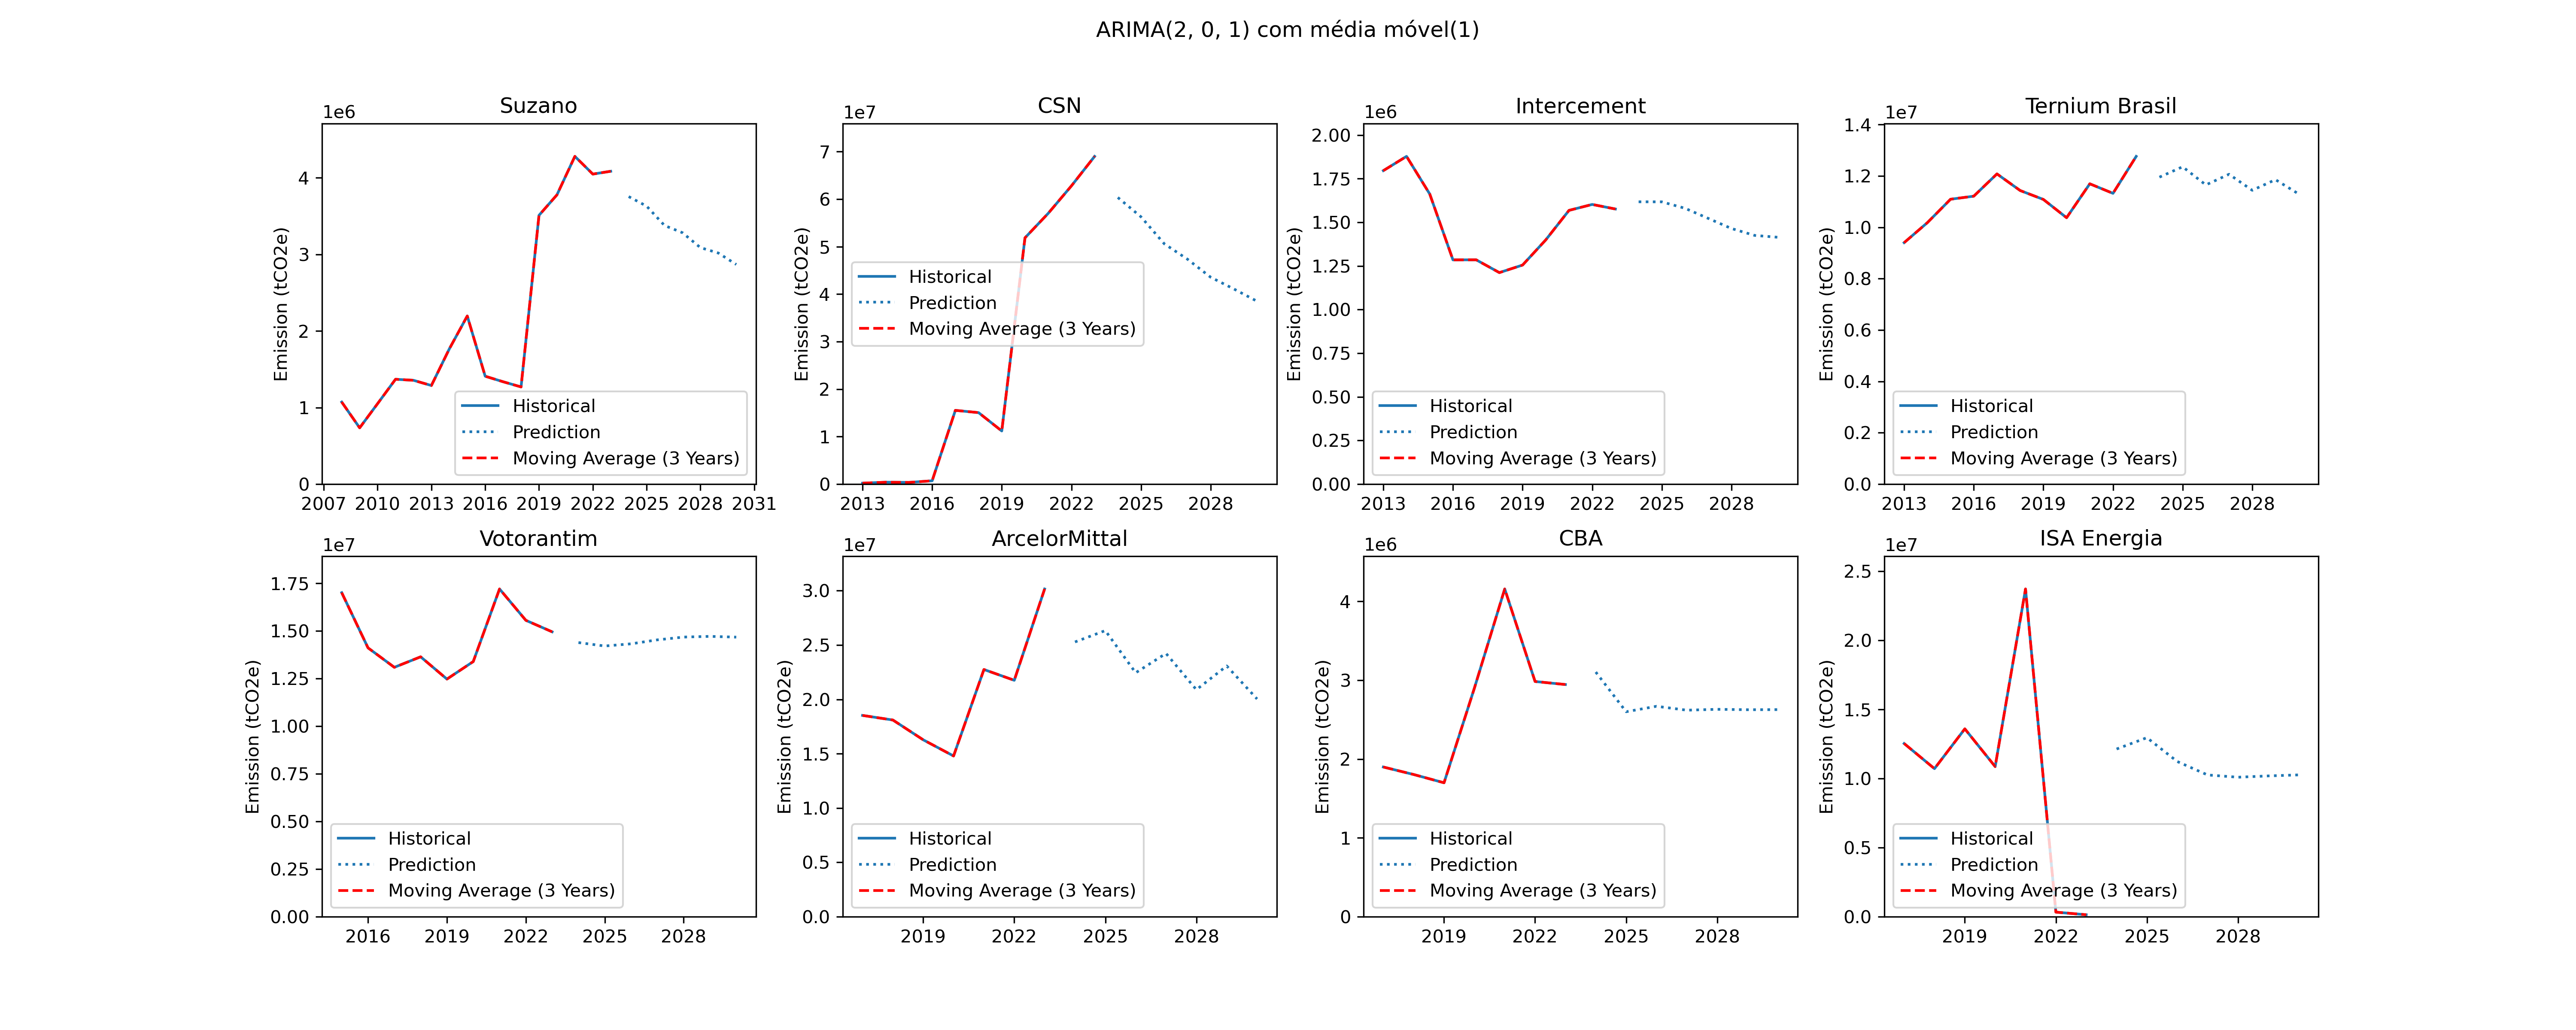 ARIMA(2, 0, 1) com média móvel(1)
Suzano
1e6
Emission (tCO2e)
4
3
2
1
0
2007 2010 2013 2016 2019 2022 2025 2028 2031
Historical
Prediction
Moving Average (3 Years)
CSN
1e7
Emission (tCO2e)
7
6
5
4
3
2
1
0
2013 2016 2019 2022 2025 2028
Historical
Prediction
Moving Average (3 Years)
Intercement
1e6
Emission (tCO2e)
2.00
1.75
1.50
1.25
1.00
0.75
0.50
0.25
0.00
2013 2016 2019 2022 2025 2028
Historical
Prediction
Moving Average (3 Years)
Ternium Brasil
1e7
Emission (tCO2e)
1.4
1.2
1.0
0.8
0.6
0.4
0.2
0.0
2013 2016 2019 2022 2025 2028
Historical
Prediction
Moving Average (3 Years)
Votorantim
1e7
Emission (tCO2e)
1.75
1.50
1.25
1.00
0.75
0.50
0.25
0.00
2016 2019 2022 2025 2028
Historical
Prediction
Moving Average (3 Years)
ArcelorMittal
1e7
Emission (tCO2e)
3.0
2.5
2.0
1.5
1.0
0.5
0.0
2019 2022 2025 2028
Historical
Prediction
Moving Average (3 Years)
CBA
1e6
Emission (tCO2e)
4
3
2
1
0
2019 2022 2025 2028
Historical
Prediction
Moving Average (3 Years)
ISA Energia
1e7
Emission (tCO2e)
2.5
2.0
1.5
1.0
0.5
0.0
2019 2022 2025 2028
Historical
Prediction
Moving Average (3 Years)